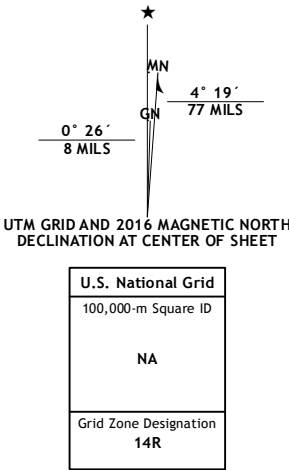 ★
MN
4° 19´
77 MILS
GN
0° 26´
8 MILS
UTM GRID AND 2016 MAGNETIC NORTH
DECLINATION AT CENTER OF SHEET
U.S. National Grid
100,000-m Square ID
NA
Grid Zone Designation
14R